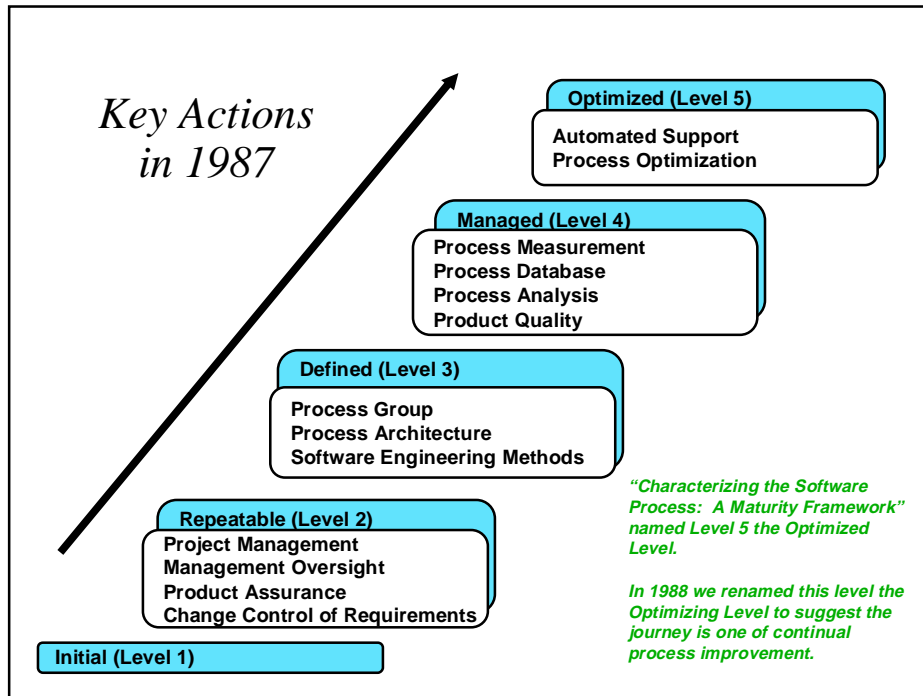 Key Actions
in 1987
Optimized (Level 5)
Automated Support
Process Optimization
Managed (Level 4)
Process Measurement
Process Database
Process Analysis
Product Quality
Defined (Level 3)
Process Group
Process Architecture
Software Engineering Methods
Repeatable (Level 2)
Project Management
Management Oversight
Product Assurance
Change Control of Requirements
Initial (Level 1)
“Characterizing the Software
Process:  A Maturity Framework”
named Level 5 the Optimized
Level.
In 1988 we renamed this level the
Optimizing Level to suggest the
journey is one of continual
process improvement.